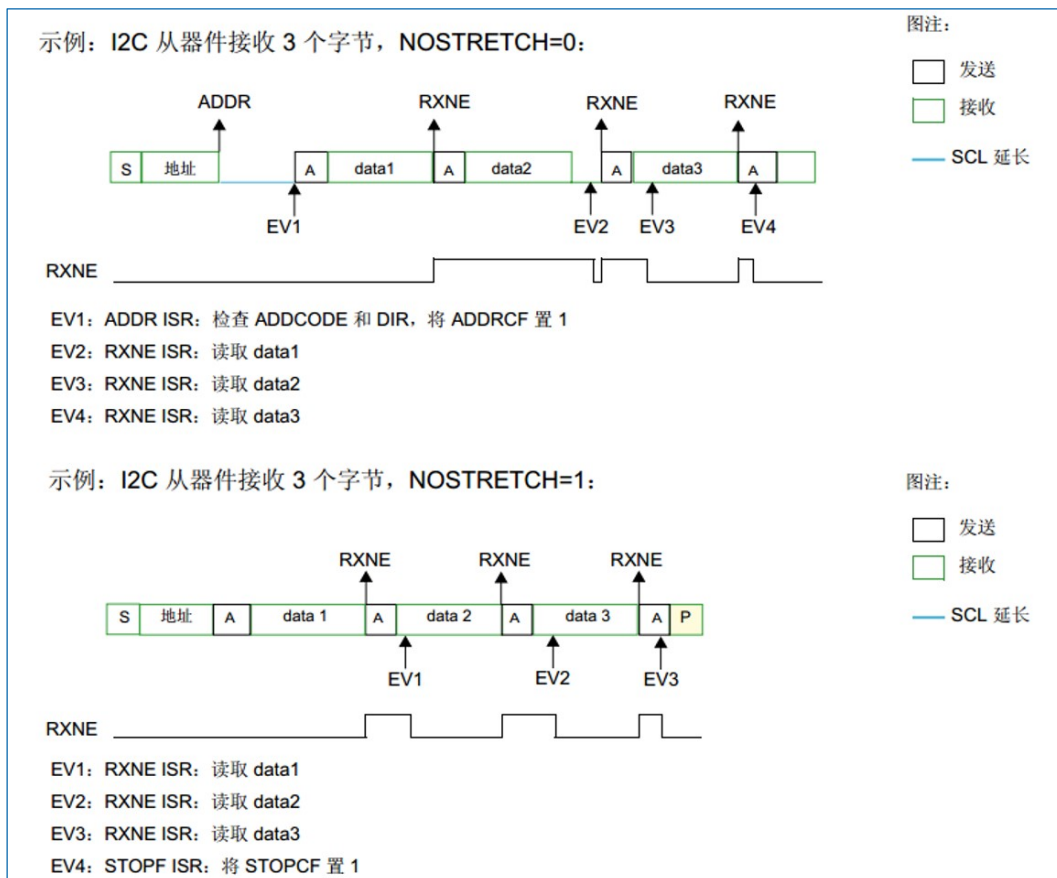 示例：I2C 从器件接收 3 个字节，NOSTRETCH=0：
图注：
发送
接收
SCL 延长
ADDR RXNE RXNE RXNE
S 地址 A data1 A data2 A data3 A
EV1 EV2 EV3 EV4
RXNE
EV1：ADDR ISR：检查 ADDCODE 和 DIR，将 ADDRCF 置 1
EV2：RXNE ISR：读取 data1
EV3：RXNE ISR：读取 data2
EV4：RXNE ISR：读取 data3
示例：I2C 从器件接收 3 个字节，NOSTRETCH=1：
图注：
发送
接收
SCL 延长
RXNE RXNE RXNE
S 地址 A data 1 A data 2 A data 3 A P
EV1 EV2 EV3
RXNE
EV1：RXNE ISR：读取 data1
EV2：RXNE ISR：读取 data2
EV3：RXNE ISR：读取 data3
EV4：STOPF ISR：将 STOPCF 置 1